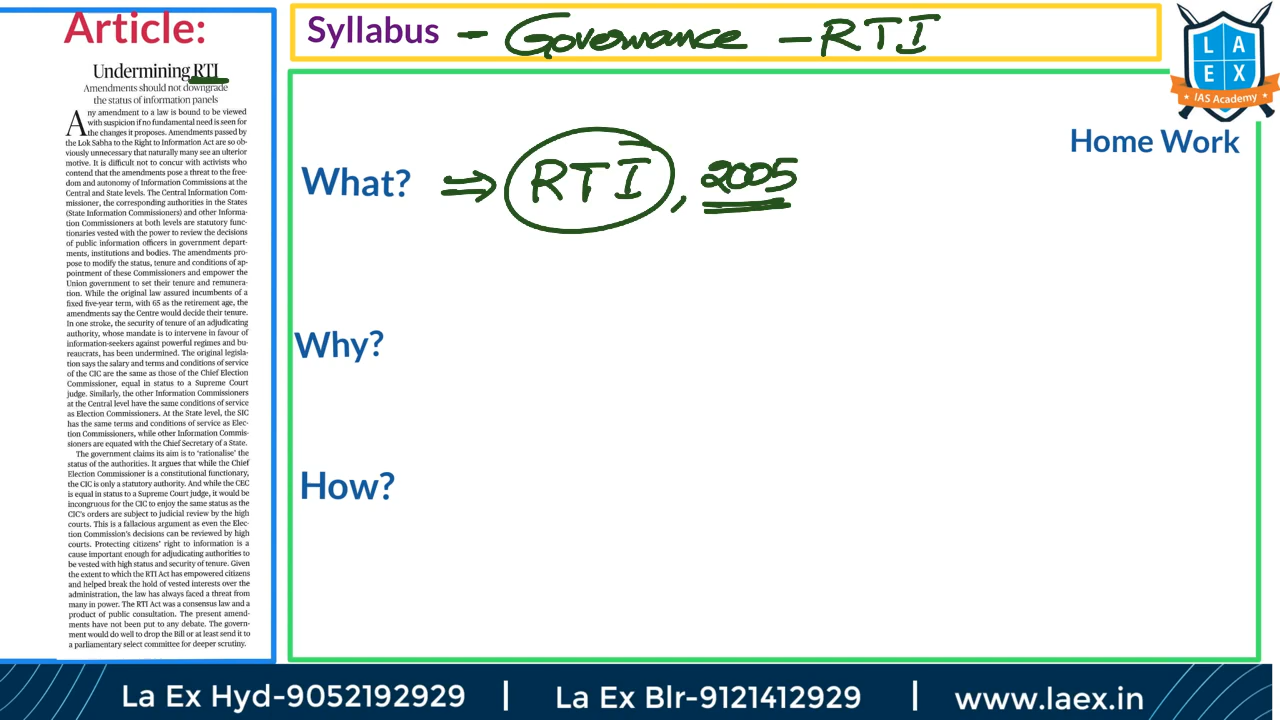 Article:
Undermining RTI
Amendments should not downgrade
the status of information panels
Any amendment to a law is bound to be viewed
with suspicion if no fundamental need is seen for
the changes it proposes. Amendments passed by
the Lok Sabha to the Right to Information Act are so ob-
viously unnecessary that naturally many see an ulterior
motive. It is difficult not to concur with activists who
contend that the amendments pose a threat to the free-
dom and autonomy of Information Commissions at the
Central and State levels. The Central Information Com-
missioner, the corresponding authorities in the States
(State Information Commissioners) and other Informa-
tion Commissioners at both levels are statutory func-
tionaries vested with the power to review the decisions
of public information officers in government depart-
ments, institutions and bodies. The amendments pro-
pose to modify the status, tenure and conditions of ap-
pointment of these Commissioners and empower the
Union government to set their tenure and remunera-
tion. While the original law assured incumbents of a
fixed five-year term, with 65 as the retirement age, the
amendments say the Centre would decide their tenure.
In one stroke, the security of tenure of an adjudicating
authority, whose mandate is to intervene in favour of
information-seekers against powerful regimes and bu-
reaucrats, has been undermined. The original legisla-
tion says the salary and terms and conditions of service
of the CIC are the same as those of the Chief Election
Commissioner, equal in status to a Supreme Court
judge. Similarly, the other Information Commissioners
at the Central level have the same conditions of service
as Election Commissioners. At the State level, the SIC
has the same terms and conditions of service as Elec-
tion Commissioners, while other Information Commis-
sioners are equated with the Chief Secretary of a State.
The government claims its aim is to 'rationalise' the
status of the authorities. It argues that while the Chief
Election Commissioner is a constitutional functionary,
the CIC is only a statutory authority. And while the CEC
is equal in status to a Supreme Court judge, it would be
incongruous for the CIC to enjoy the same status as the
CIC's orders are subject to judicial review by the high
courts. This is a fallacious argument as even the Elec-
tion Commission's decisions can be reviewed by high
courts. Protecting citizens' right to information is a
cause important enough for adjudicating authorities to
be vested with high status and security of tenure. Given
the extent to which the RTI Act has empowered citizens
and helped break the hold of vested interests over the
administration, the law has always faced a threat from
many in power. The RTI Act was a consensus law and a
product of public consultation. The present amend-
ments have not been put to any debate. The govern-
ment would do well to drop the Bill or at least send it to
a parliamentary select committee for deeper scrutiny.
Syllabus - Governance - RTI
LA
EX
IAS Academy
Home Work
What? ⇒ RTI, 2005
Why?
How?
La Ex Hyd-9052192929 | La Ex Blr-9121412929 | www.laex.in